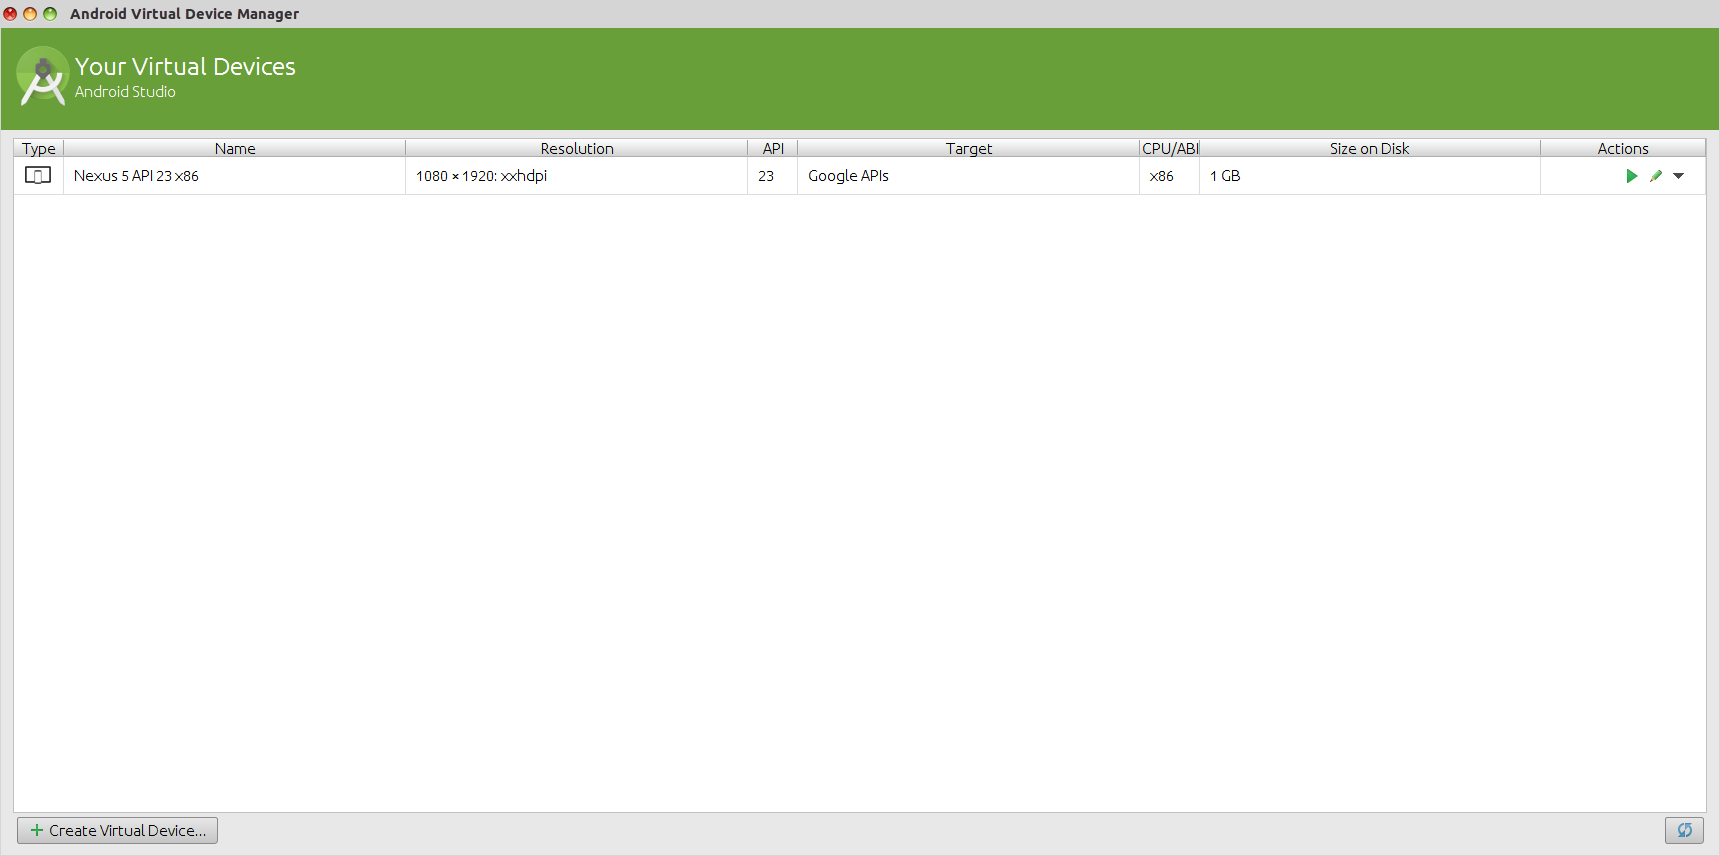 Android Virtual Device Manager
Your Virtual Devices
Android Studio
Type Name Resolution API Target CPU/ABI Size on Disk Actions
Nexus 5 API 23 x86 1080 × 1920: xxhdpi 23 Google APIs x86 1 GB
Create Virtual Device...